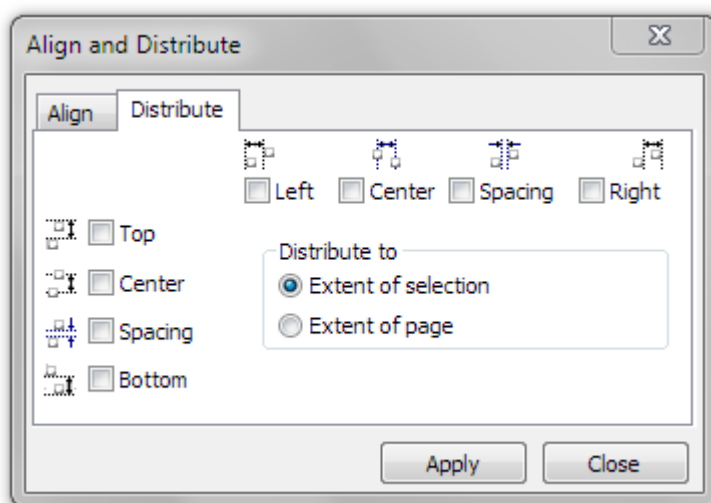 Align and Distribute
Align Distribute
Left Center Spacing Right
Top
Distribute to
Center
Extent of selection
Spacing
Extent of page
Bottom
Apply Close